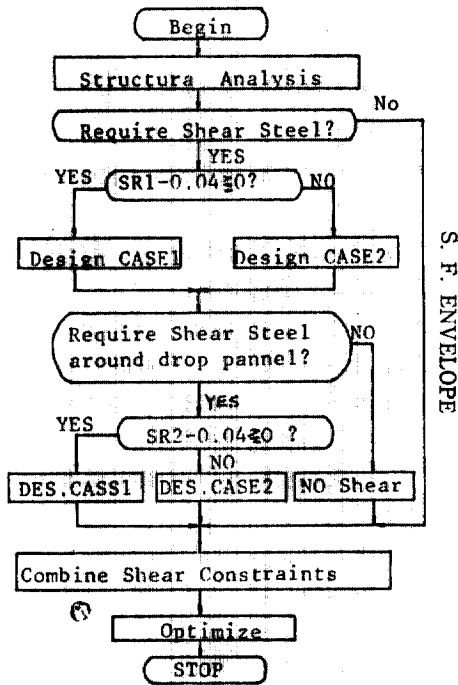 Begin
Structura Analysis
No
Require Shear Steel?
YES
YES
SR1-0.04≦0?
NO
Design CASE1
Design CASE2
S. F. ENVELOPE
Require Shear Steel
around drop pannel?
NO
YES
YES
SR2-0.04≦0 ?
NO
DES.CASS1
DES.CASE2
NO Shear
Combine Shear Constraints
Optimize
STOP